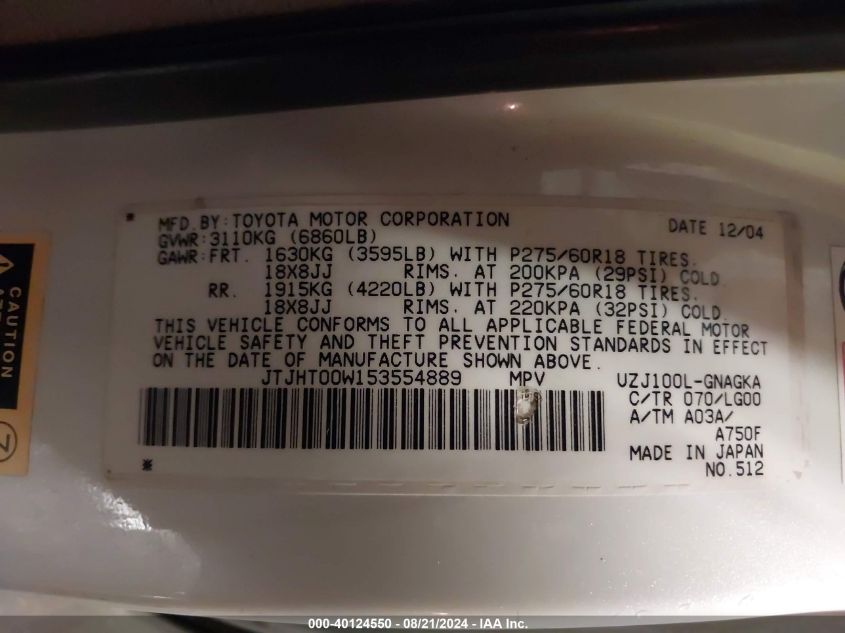 MFD.BY:TOYOTA MOTOR CORPORATION DATE 12/04
GVWR:3110KG (6860LB)
GAWR:FRT. 1630KG (3595LB) WITH P275/60R18 TIRES.
18X8JJ RIMS. AT 200KPA (29PSI) COLD.
RR. 1915KG (4220LB) WITH P275/60R18 TIRES.
18X8JJ RIMS. AT 220KPA (32PSI) COLD.
THIS VEHICLE CONFORMS TO ALL APPLICABLE FEDERAL MOTOR
VEHICLE SAFETY AND THEFT PREVENTION STANDARDS IN EFFECT
ON THE DATE OF MANUFACTURE SHOWN ABOVE.
JTJHT00W153554889 MPV UZJ100L-GNAGKA
C/TR 070/LG00
A/TM A03A/
A750F
MADE IN JAPAN
NO.512
CAUTION
7
000-40124550 - 08/21/2024 - IAA Inc.